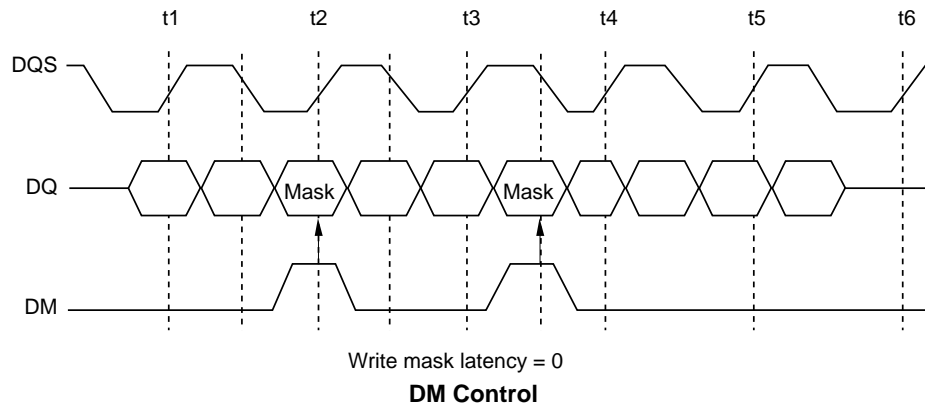 t1 t2 t3 t4 t5 t6
DQS
DQ Mask Mask
DM
Write mask latency = 0
DM Control